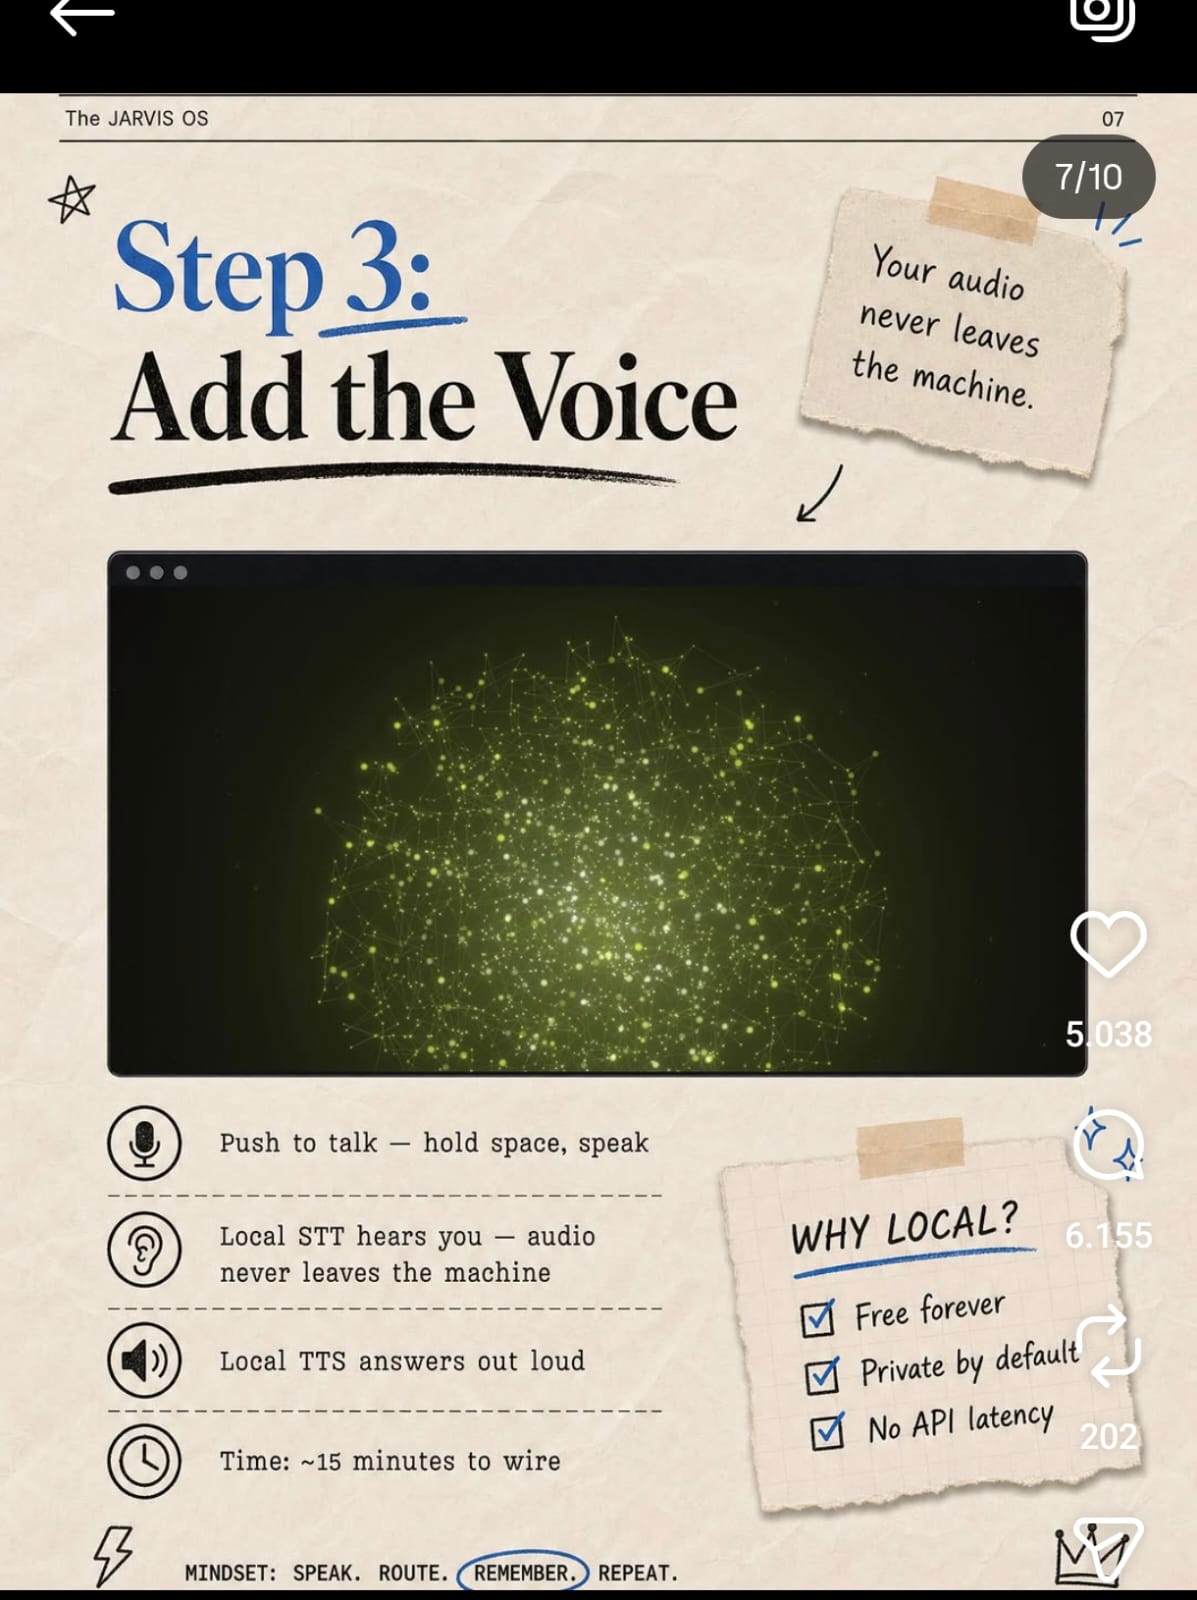 The JARVIS OS
07
7/10
Step 3:
Add the Voice
Your audio
never leaves
the machine.
Push to talk — hold space, speak
Local STT hears you — audio
never leaves the machine
Local TTS answers out loud
Time: ~15 minutes to wire
WHY LOCAL?
Free forever
Private by default
No API latency
5.038
6.155
202
MINDSET: SPEAK. ROUTE. REMEMBER. REPEAT.